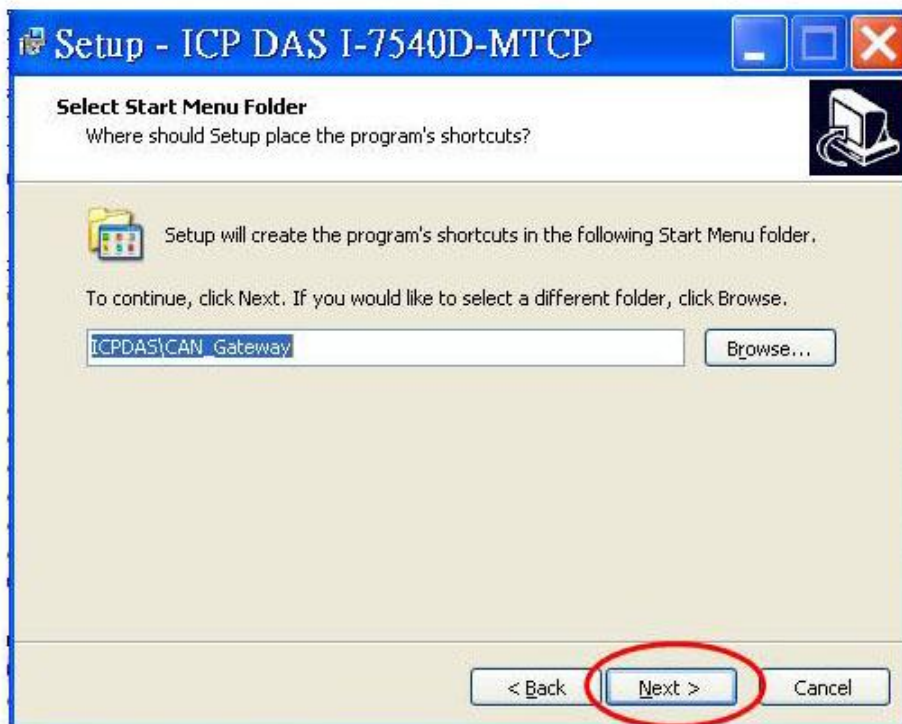 Setup - ICP DAS I-7540D-MTCP
Select Start Menu Folder
Where should Setup place the program's shortcuts?
Setup will create the program's shortcuts in the following Start Menu folder.
To continue, click Next. If you would like to select a different folder, click Browse.
ICPDAS\CAN_Gateway
Browse...
< Back Next > Cancel